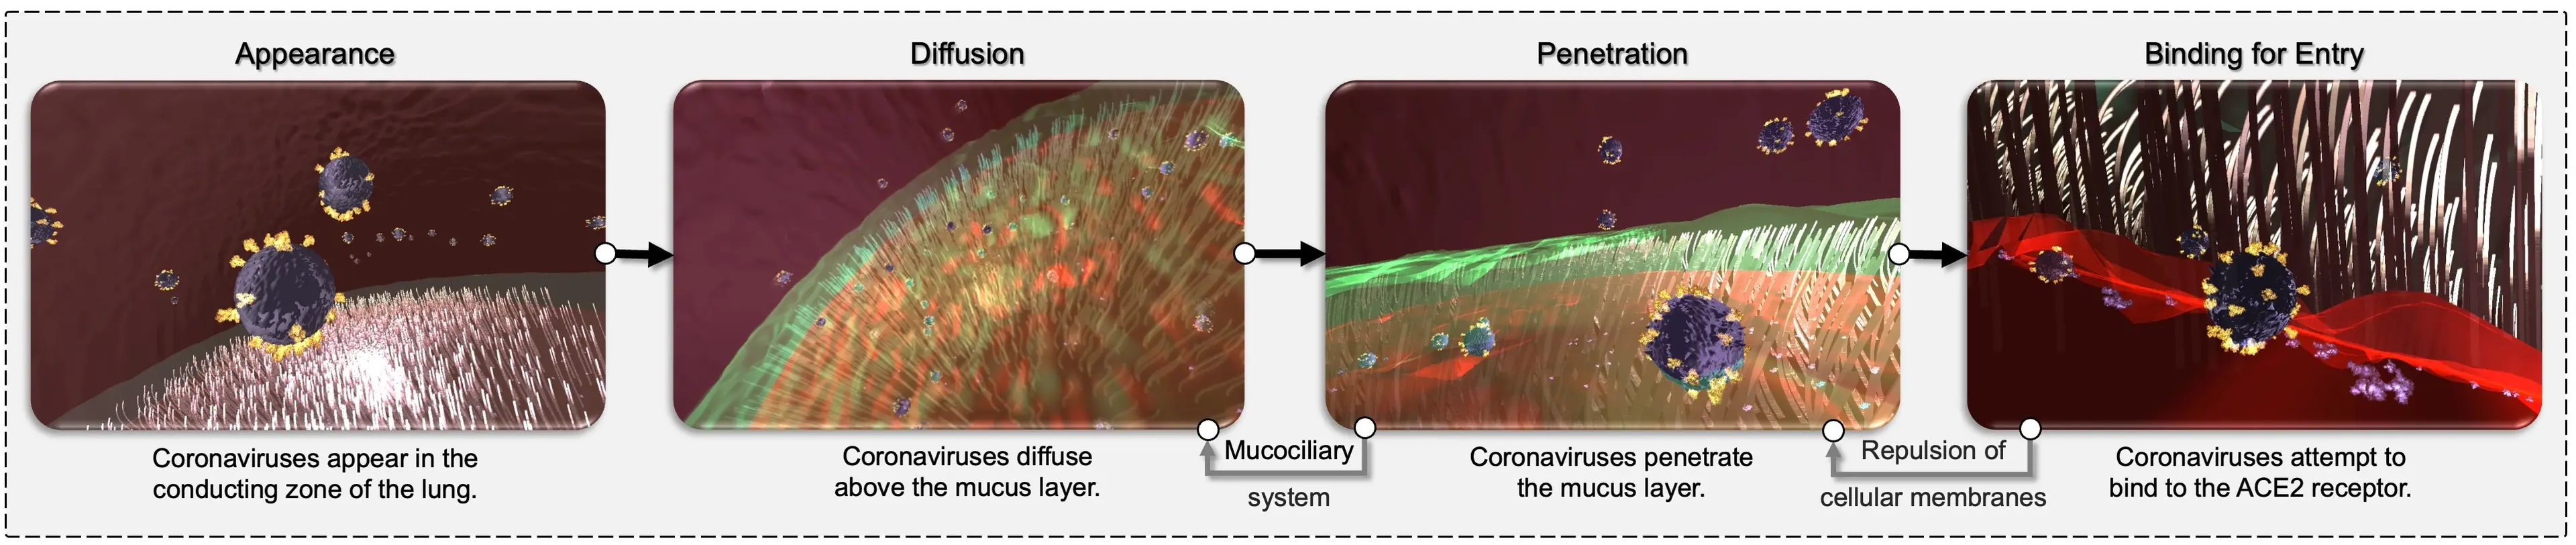 Appearance
Coronaviruses appear in the
conducting zone of the lung.
Diffusion
Coronaviruses diffuse
above the mucus layer.
Mucociliary
system
Penetration
Coronaviruses penetrate
the mucus layer.
Repulsion of
cellular membranes
Binding for Entry
Coronaviruses attempt to
bind to the ACE2 receptor.